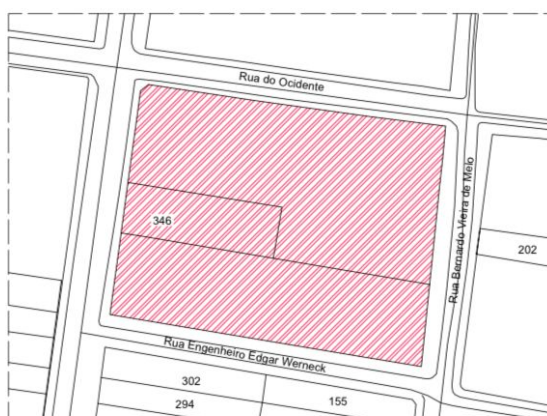 Rua do Ocidente
346
Rua Bernardo Vieira de Melo
202
Rua Engenheiro Edgar Werneck
302
155
294